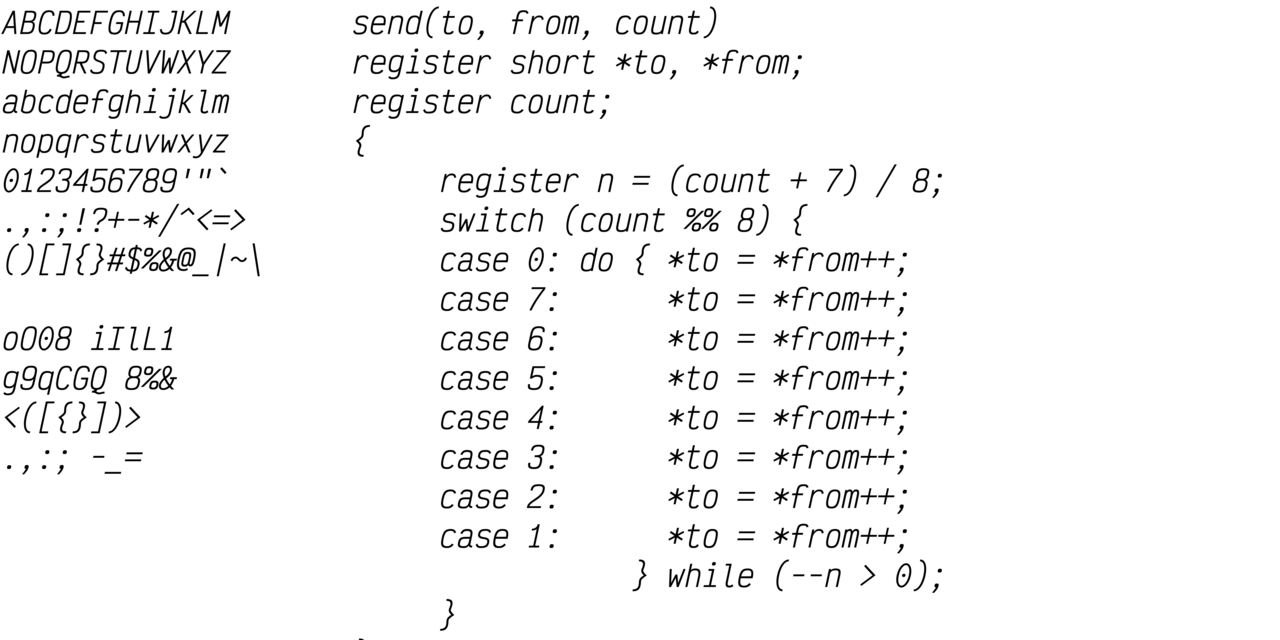 ABCDEFGHIJKLM
NOPQRSTUVWXYZ
abcdefghijklm
nopqrstuvwxyz
0123456789'"`
.,:;!?+-*/^<=>
()[]{}#$%&@_|~\
oO08 iIlL1
g9qCGQ 8%&
<([{}])>
.,:; -_=
send(to, from, count)
register short *to, *from;
register count;
{
     register n = (count + 7) / 8;
     switch (count %% 8) {
     case 0: do { *to = *from++;
     case 7:      *to = *from++;
     case 6:      *to = *from++;
     case 5:      *to = *from++;
     case 4:      *to = *from++;
     case 3:      *to = *from++;
     case 2:      *to = *from++;
     case 1:      *to = *from++;
                } while (--n > 0);
     }